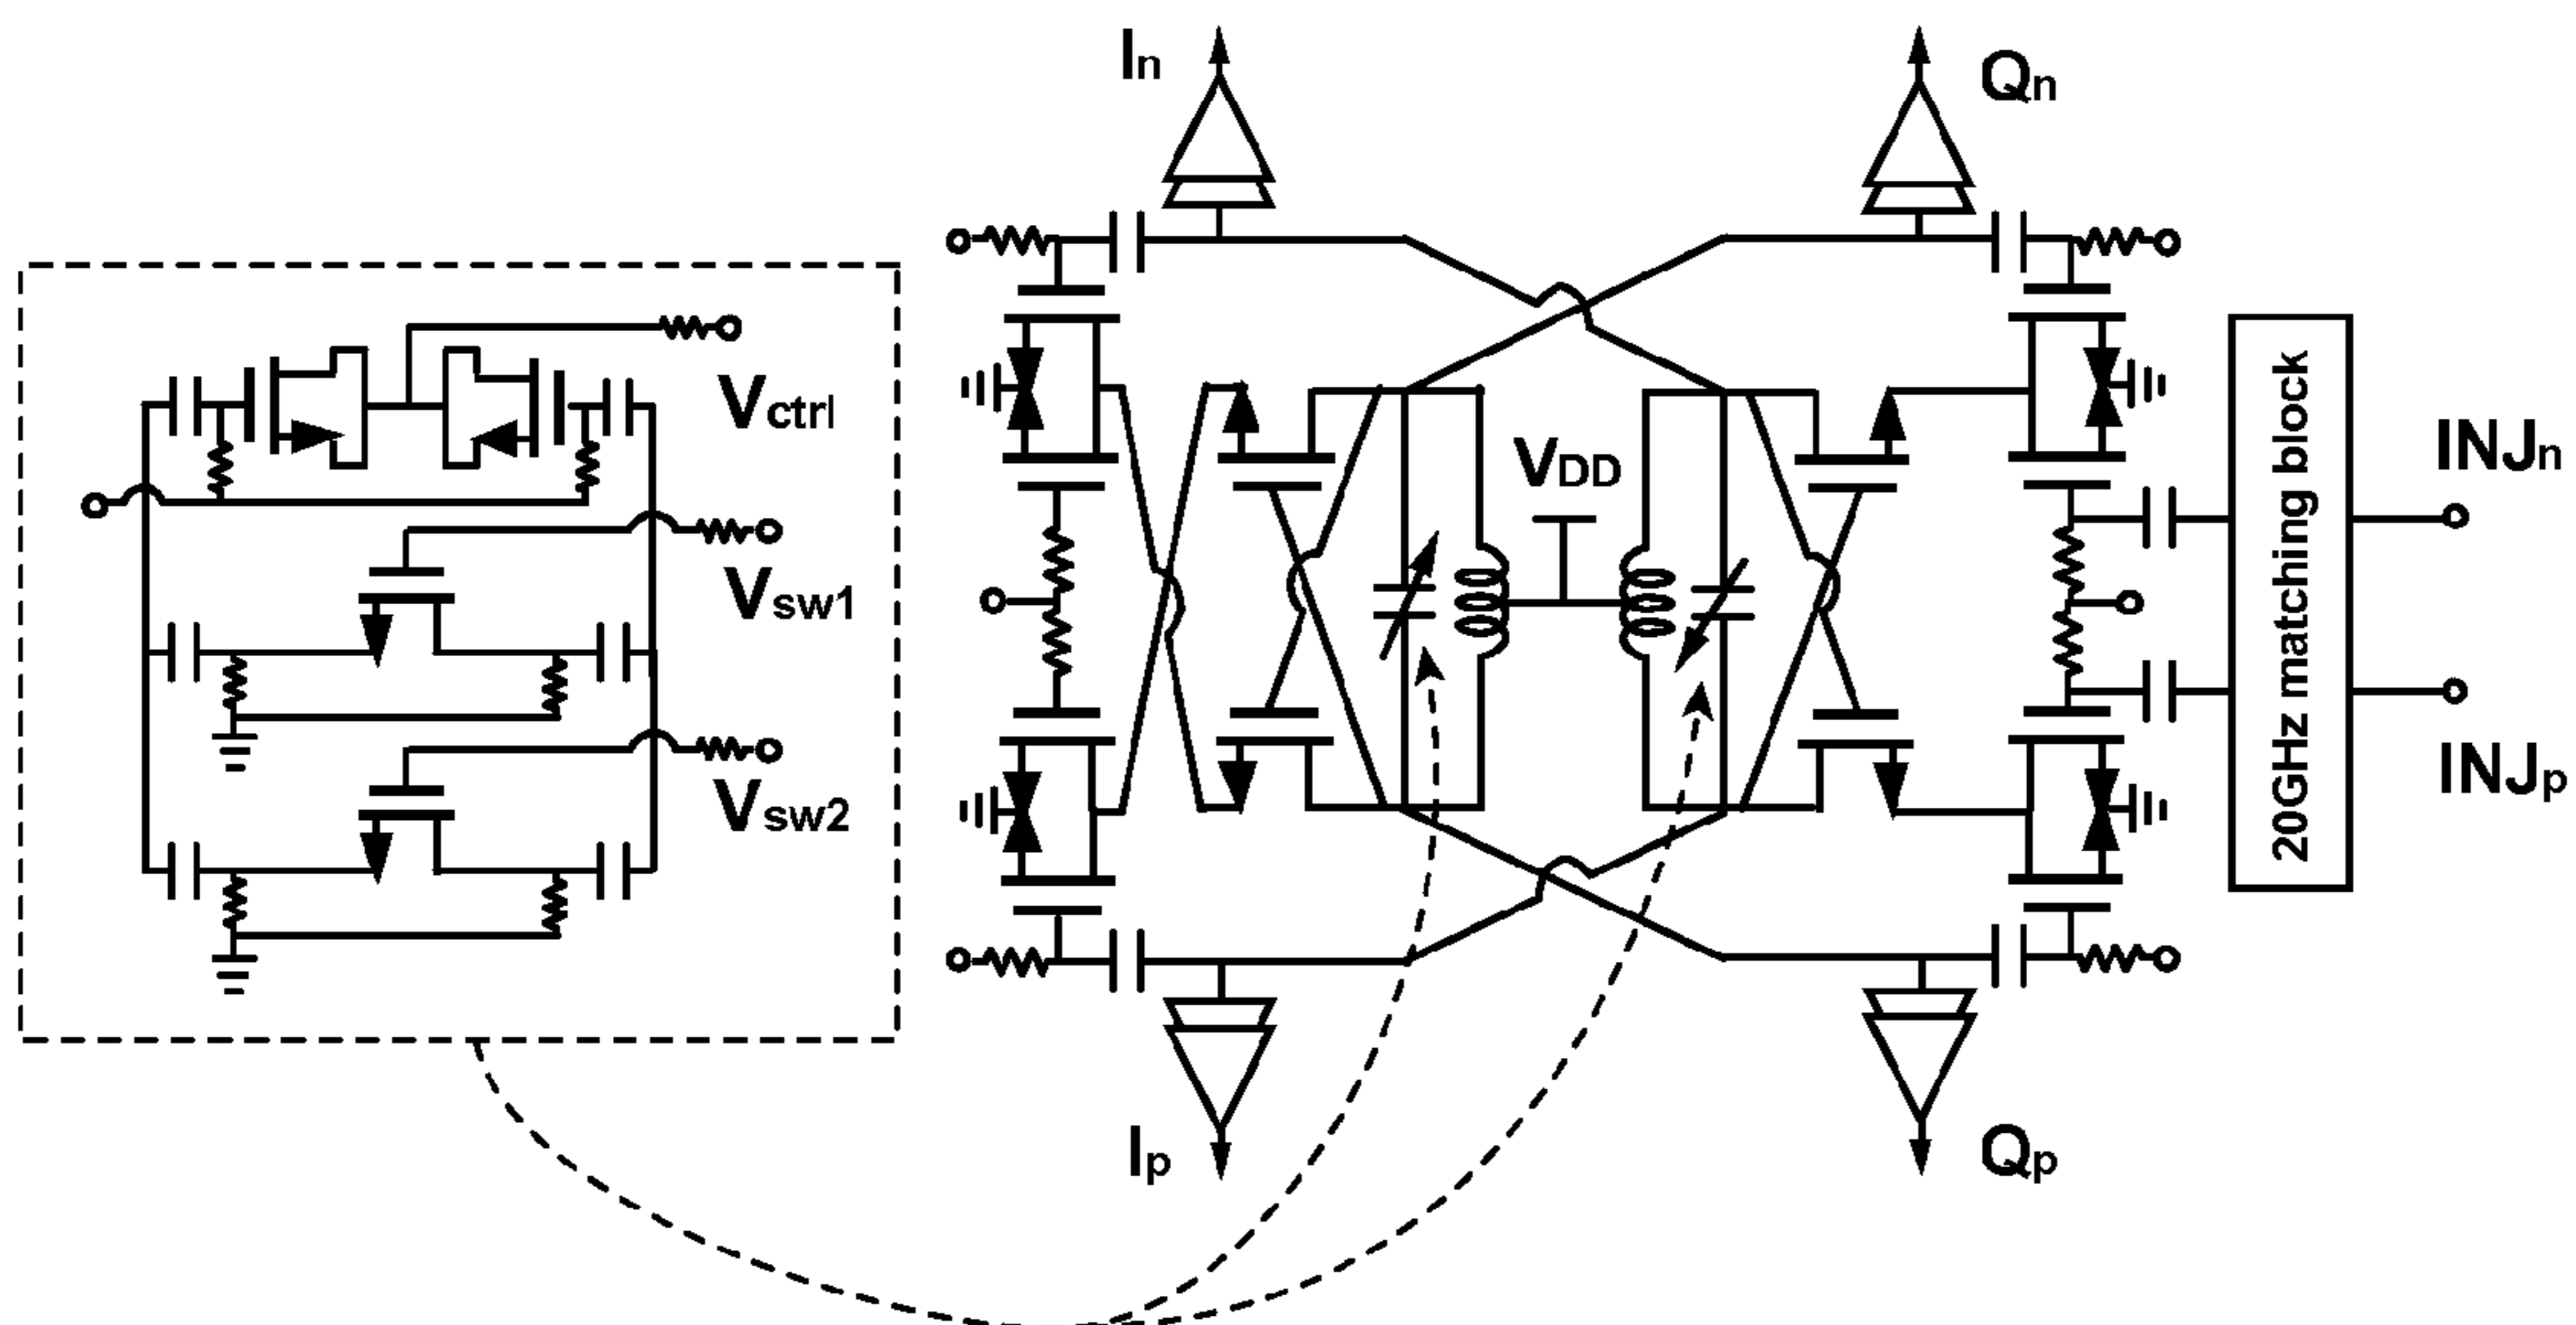 In
Qn
Vctrl
Vsw1
Vsw2
VDD
INJn
INJp
20GHz matching block
Ip
Qp